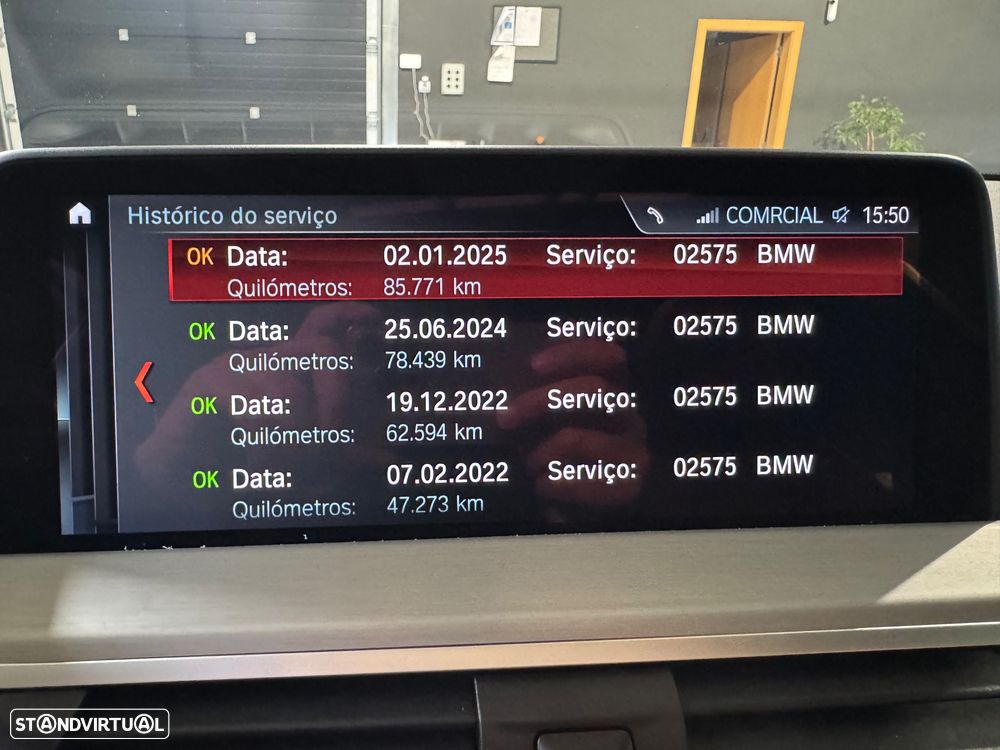 Histórico do serviço COMRCIAL 15:50
OK Data: 02.01.2025 Serviço: 02575 BMW
Quilómetros: 85.771 km
OK Data: 25.06.2024 Serviço: 02575 BMW
Quilómetros: 78.439 km
OK Data: 19.12.2022 Serviço: 02575 BMW
Quilómetros: 62.594 km
OK Data: 07.02.2022 Serviço: 02575 BMW
Quilómetros: 47.273 km
STANDVIRTUAL